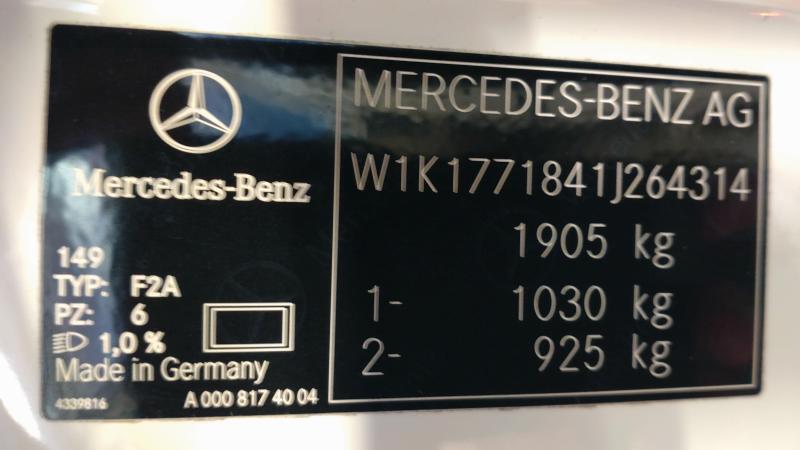 Mercedes-Benz
149
TYP: F2A
PZ: 6
1,0 %
Made in Germany
4339816 A 000 817 40 04
MERCEDES-BENZ AG
W1K1771841J264314
1905 kg
1- 1030 kg
2- 925 kg